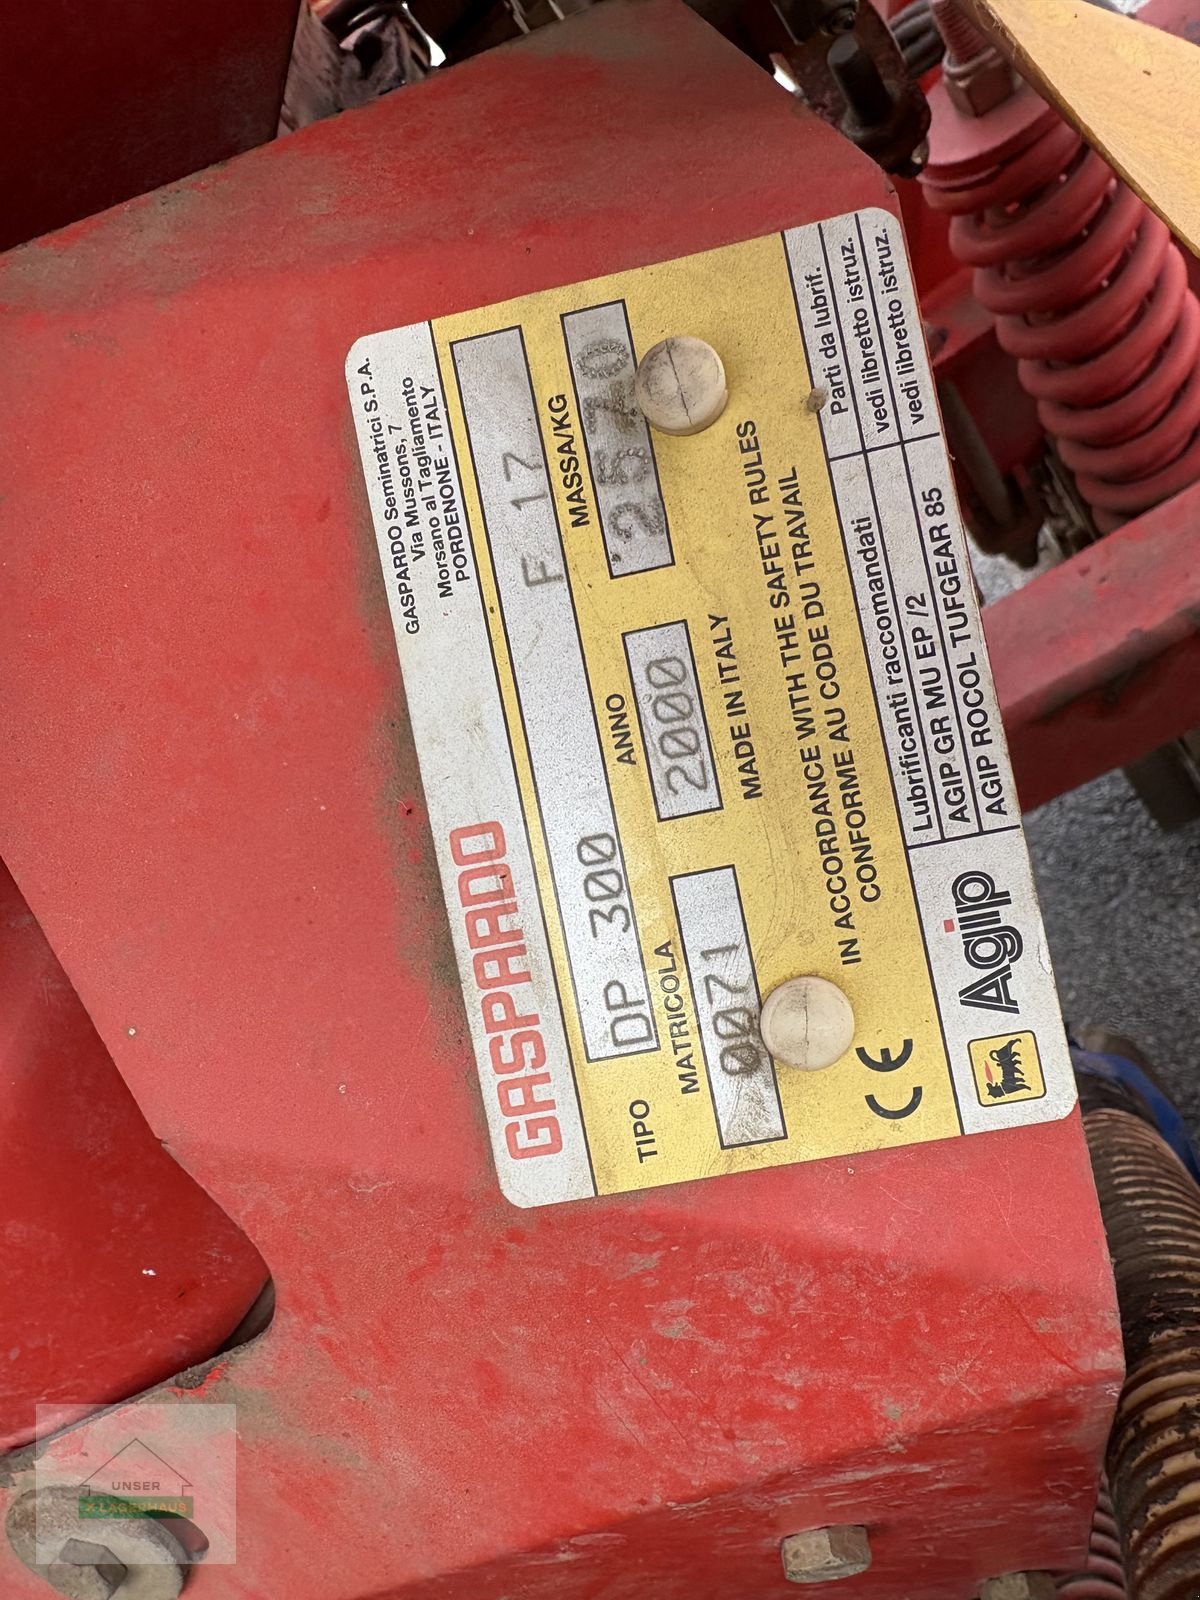 GASPARDO
GASPARDO Seminatrici S.P.A.
Via Mussons, 7
Morsano al Tagliamento
PORDENONE - ITALY
TIPO
DP 300 F 17
MATRICOLA ANNO MASSA/KG
0071 2000
MADE IN ITALY
IN ACCORDANCE WITH THE SAFETY RULES
CONFORME AU CODE DU TRAVAIL
CE
Agip
Lubrificanti raccomandati Parti da lubrif.
AGIP GR MU EP /2 vedi libretto istruz.
AGIP ROCOL TUFGEAR 85 vedi libretto istruz.
UNSER
X LAGERHAUS